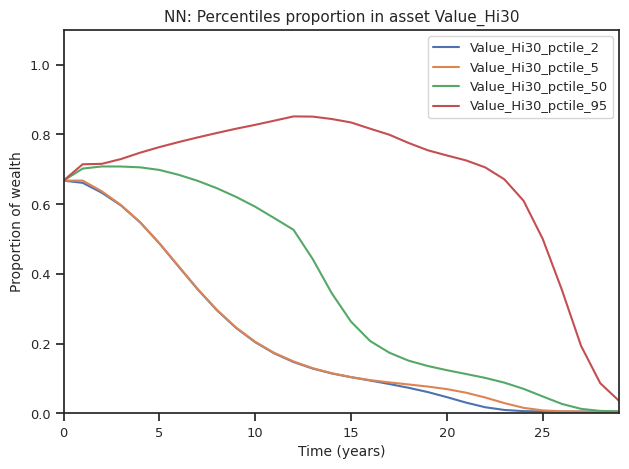 NN: Percentiles proportion in asset Value_Hi30
Value_Hi30_pctile_2
Value_Hi30_pctile_5
Value_Hi30_pctile_50
Value_Hi30_pctile_95
Proportion of wealth
1.0
0.8
0.6
0.4
0.2
0.0
0 5 10 15 20 25
Time (years)